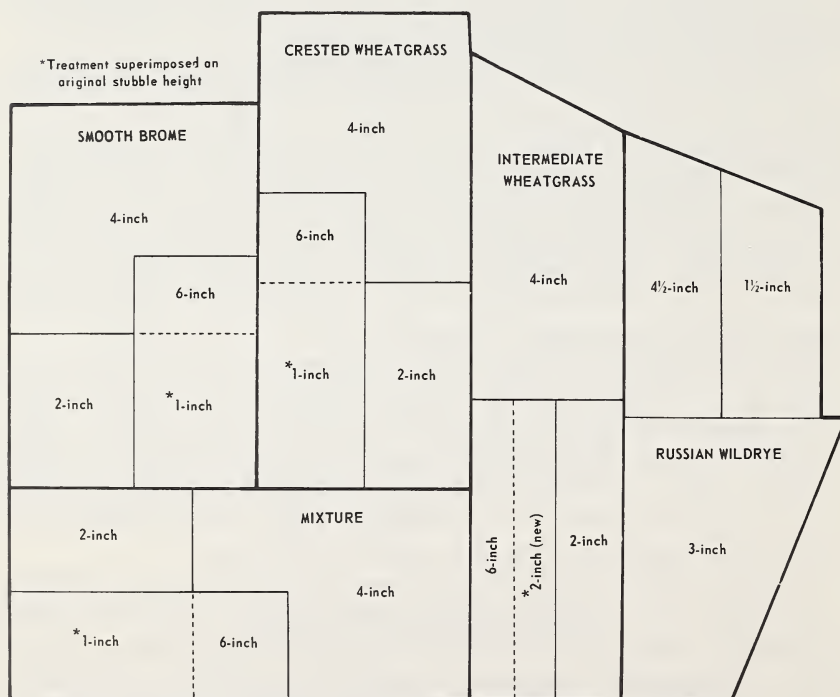 *Treatment superimposed on
original stubble height
SMOOTH BROME
4-inch
6-inch
2-inch
*1-inch
CRESTED WHEATGRASS
4-inch
6-inch
*1-inch
2-inch
INTERMEDIATE
WHEATGRASS
4-inch
6-inch
*2-inch (new)
2-inch
4½-inch
1½-inch
RUSSIAN WILDRYE
3-inch
MIXTURE
2-inch
4-inch
*1-inch
6-inch